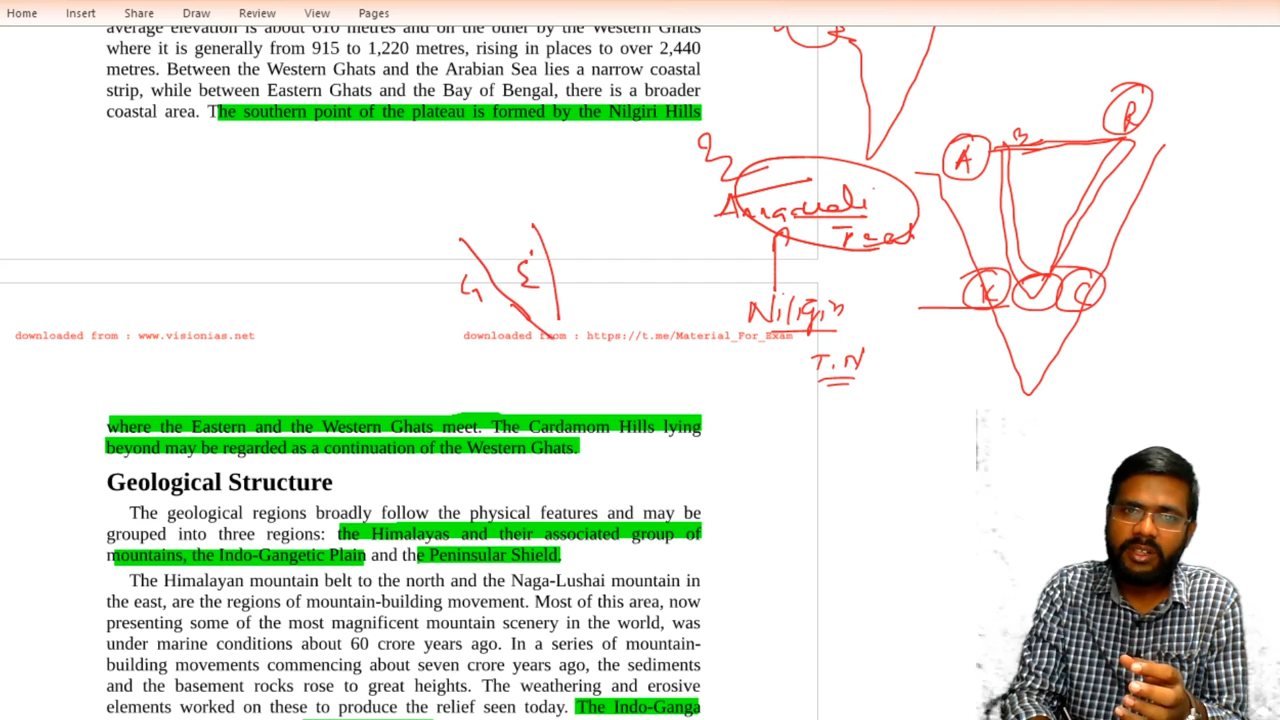 Home Insert Share Draw Review View Pages
average elevation is about 610 metres and on the other by the Western Ghats
where it is generally from 915 to 1,220 metres, rising in places to over 2,440
metres. Between the Western Ghats and the Arabian Sea lies a narrow coastal
strip, while between Eastern Ghats and the Bay of Bengal, there is a broader
coastal area. The southern point of the plateau is formed by the Nilgiri Hills
R
A
B
E
K
C
T.N
downloaded from : www.visionias.net
downloaded from : https://t.me/Material_For_Exam
where the Eastern and the Western Ghats meet. The Cardamom Hills lying
beyond may be regarded as a continuation of the Western Ghats.
Geological Structure
The geological regions broadly follow the physical features and may be
grouped into three regions: the Himalayas and their associated group of
mountains, the Indo-Gangetic Plain and the Peninsular Shield.
The Himalayan mountain belt to the north and the Naga-Lushai mountain in
the east, are the regions of mountain-building movement. Most of this area, now
presenting some of the most magnificent mountain scenery in the world, was
under marine conditions about 60 crore years ago. In a series of mountain-
building movements commencing about seven crore years ago, the sediments
and the basement rocks rose to great heights. The weathering and erosive
elements worked on these to produce the relief seen today. The Indo-Ganga